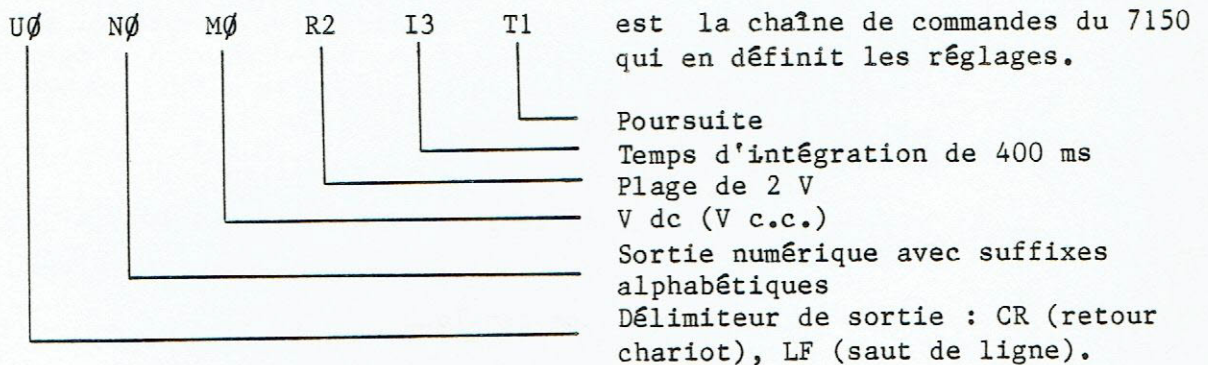 UØ NØ MØ R2 I3 T1 est la chaîne de commandes du 7150
qui en définit les réglages.
Poursuite
Temps d'intégration de 400 ms
Plage de 2 V
V dc (V c.c.)
Sortie numérique avec suffixes
alphabétiques
Délimiteur de sortie : CR (retour
chariot), LF (saut de ligne).